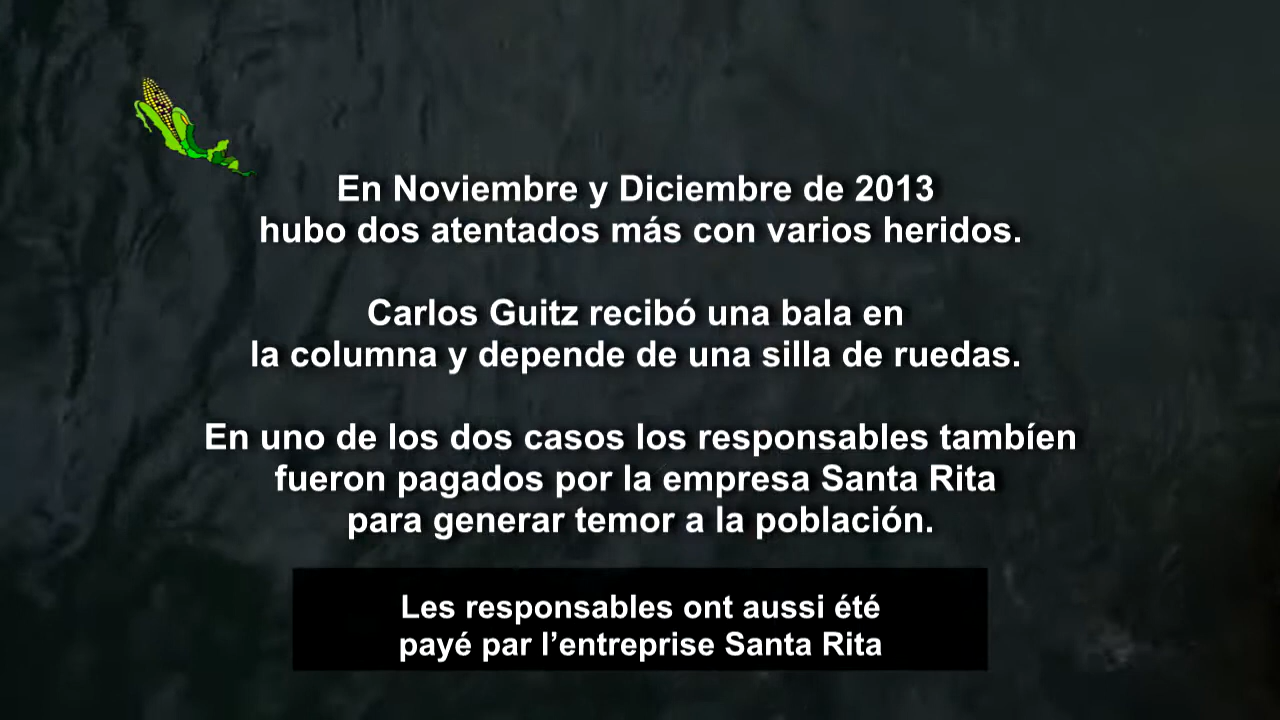 En Noviembre y Diciembre de 2013
hubo dos atentados más con varios heridos.
Carlos Guitz recibó una bala en
la columna y depende de una silla de ruedas.
En uno de los dos casos los responsables tambíen
fueron pagados por la empresa Santa Rita
para generar temor a la población.
Les responsables ont aussi été
payé par l’entreprise Santa Rita